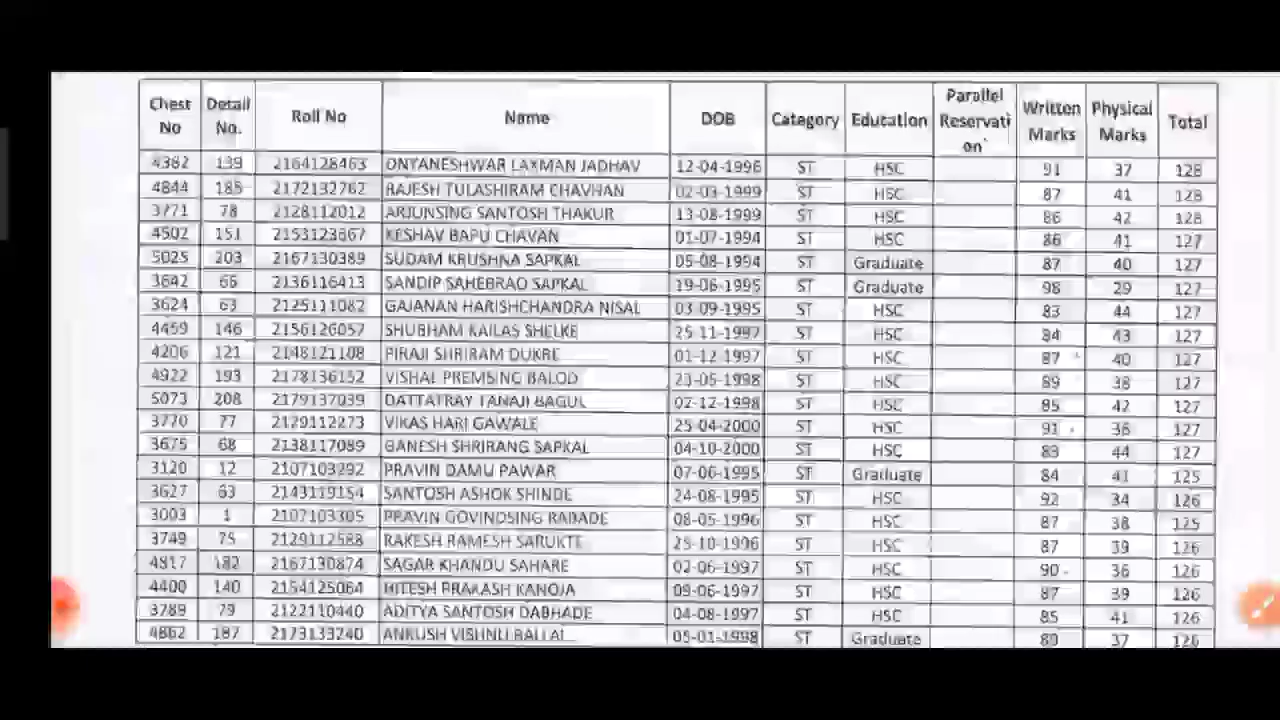 Chest No Detail No. Roll No Name DOB Category Education Parallel Reservati on Written Marks Physical Marks Total
4382 139 2164128463 DNYANESHWAR LAXMAN JADHAV 12-04-1996 ST HSC 91 37 128
4844 185 2172132762 RAJESH TULASHIRAM CHAVHAN 02-03-1999 ST HSC 87 41 128
3771 78 2128112012 ARJUNSING SANTOSH THAKUR 13-08-1999 ST HSC 86 42 128
4502 151 2153123667 KESHAV BAPU CHAVAN 01-07-1994 ST HSC 86 41 127
5025 203 2167130389 SUDAM KRUSHNA SAPKAL 05-08-1994 ST Graduate 87 40 127
3642 65 2136116413 SANDIP SAHEBRAO SAPKAL 19-06-1995 ST Graduate 98 29 127
3624 63 2125111082 GAJANAN HARISHCHANDRA NISAL 03-09-1995 ST HSC 83 44 127
4459 146 2156126057 SHUBHAM KAILAS SHELKE 25-11-1997 ST HSC 84 43 127
4206 121 2148121108 PIRAJI SHRIRAM DUKRE 01-12-1997 ST HSC 87 40 127
4922 193 2178136152 VISHAL PREMSING BALOD 23-05-1998 ST HSC 89 38 127
5073 208 2179137039 DATTATRAY TANAJI BAGUL 02-12-1998 ST HSC 85 42 127
3770 77 2129112273 VIKAS HARI GAWALE 25-04-2000 ST HSC 91 36 127
3675 68 2138117089 GANESH SHRIRANG SAPKAL 04-10-2000 ST HSC 83 44 127
3120 12 2107103292 PRAVIN DAMU PAWAR 07-06-1995 ST Graduate 84 41 125
3627 63 2143119154 SANTOSH ASHOK SHINDE 24-08-1995 ST HSC 92 34 126
3003 1 2107103305 PRAVIN GOVINDSING RABADE 08-05-1996 ST HSC 87 38 125
3749 75 2129112588 RAKESH RAMESH SARUKTE 25-10-1996 ST HSC 87 39 126
4817 182 2167130874 SAGAR KHANDU SAHARE 02-06-1997 ST HSC 90 36 126
4400 140 2154125064 HITESH PRAKASH KANOJA 09-06-1997 ST HSC 87 39 126
3789 79 2122110440 ADITYA SANTOSH DABHADE 04-08-1997 ST HSC 85 41 126
4862 187 2173133240 ANKUSH VISHNU 05-01-1998 ST Graduate 89 37 126